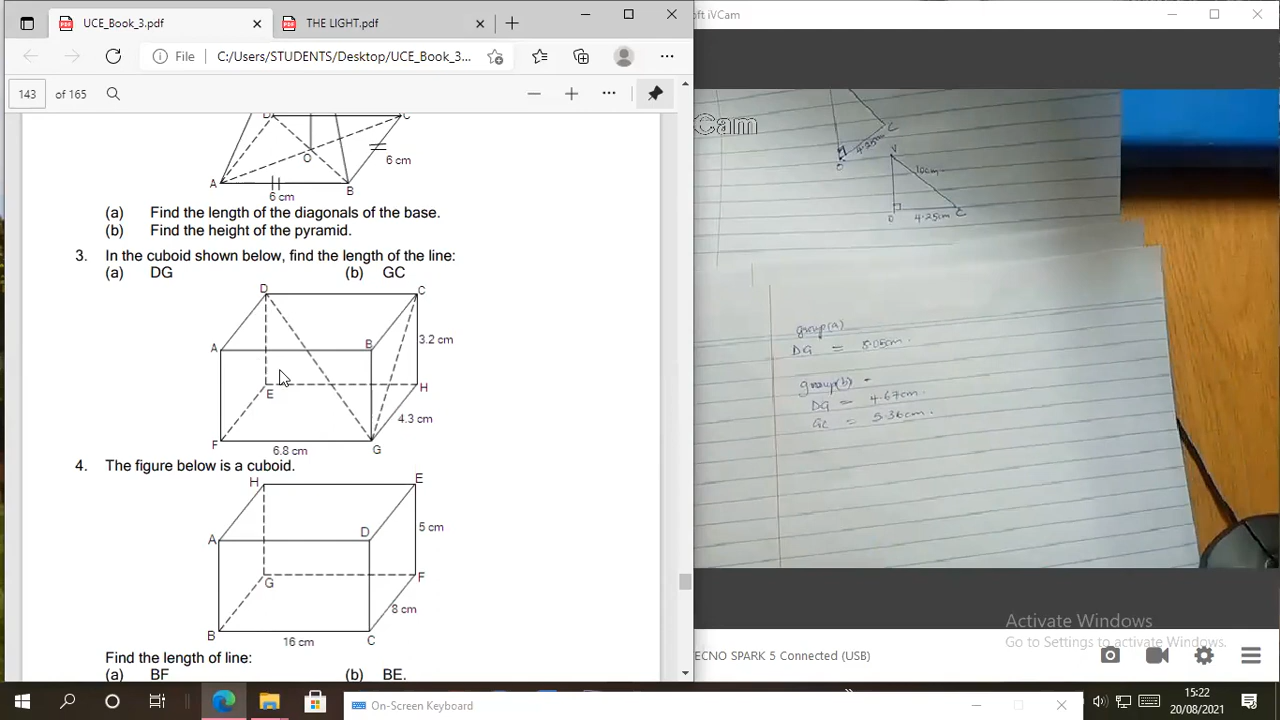 UCE_Book_3.pdf
THE LIGHT.pdf
File C:/Users/STUDENTS/Desktop/UCE_Book_3...
143 of 165
A
B
C
O
6 cm
6 cm
(a) Find the length of the diagonals of the base.
(b) Find the height of the pyramid.
3. In the cuboid shown below, find the length of the line:
(a) DG (b) GC
D
C
A
B
3.2 cm
E
H
4.3 cm
F
6.8 cm
G
4. The figure below is a cuboid.
H
E
A
D
5 cm
G
F
8 cm
B
16 cm
C
Find the length of line:
(a) BF (b) BE.
oft iVCam
Cam
C
4.25cm
O
V
10cm
O
4.25cm
C
group(a)
DG = 8.05cm.
group(b) -
DG = 4.67cm.
GC = 5.36cm.
Activate Windows
Go to Settings to activate Windows.
ECNO SPARK 5 Connected (USB)
On-Screen Keyboard
15:22
20/08/2021